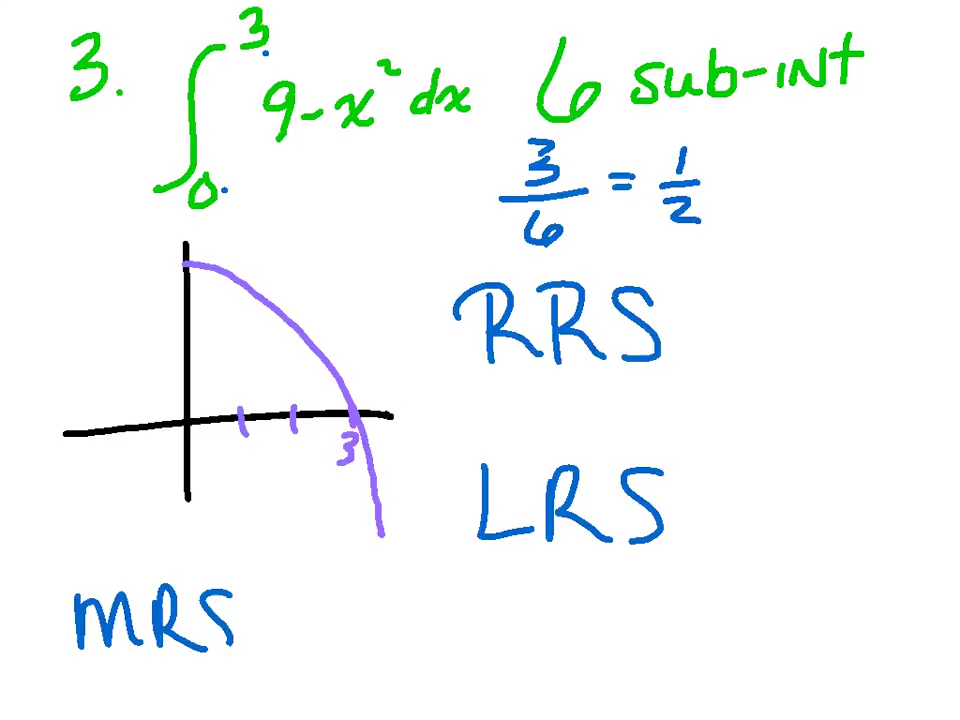 3. ∫₀³ 9-x² dx 6 sub-int
3/6 = 1/2
RRS
3
LRS
MRS